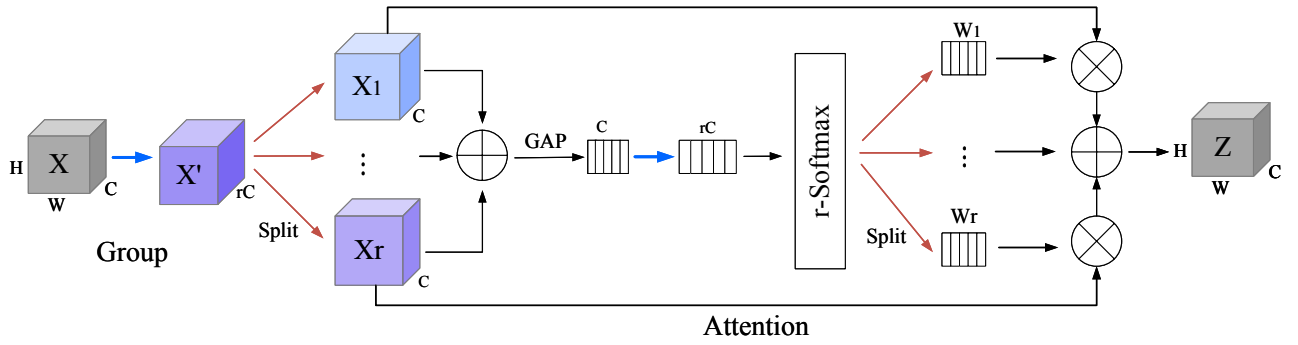 H
X
W
C
X'
rC
Group
Split
X1
C
⋮
Xr
C
GAP
C
rC
r-Softmax
Split
W1
⋮
Wr
Attention
H
Z
W
C